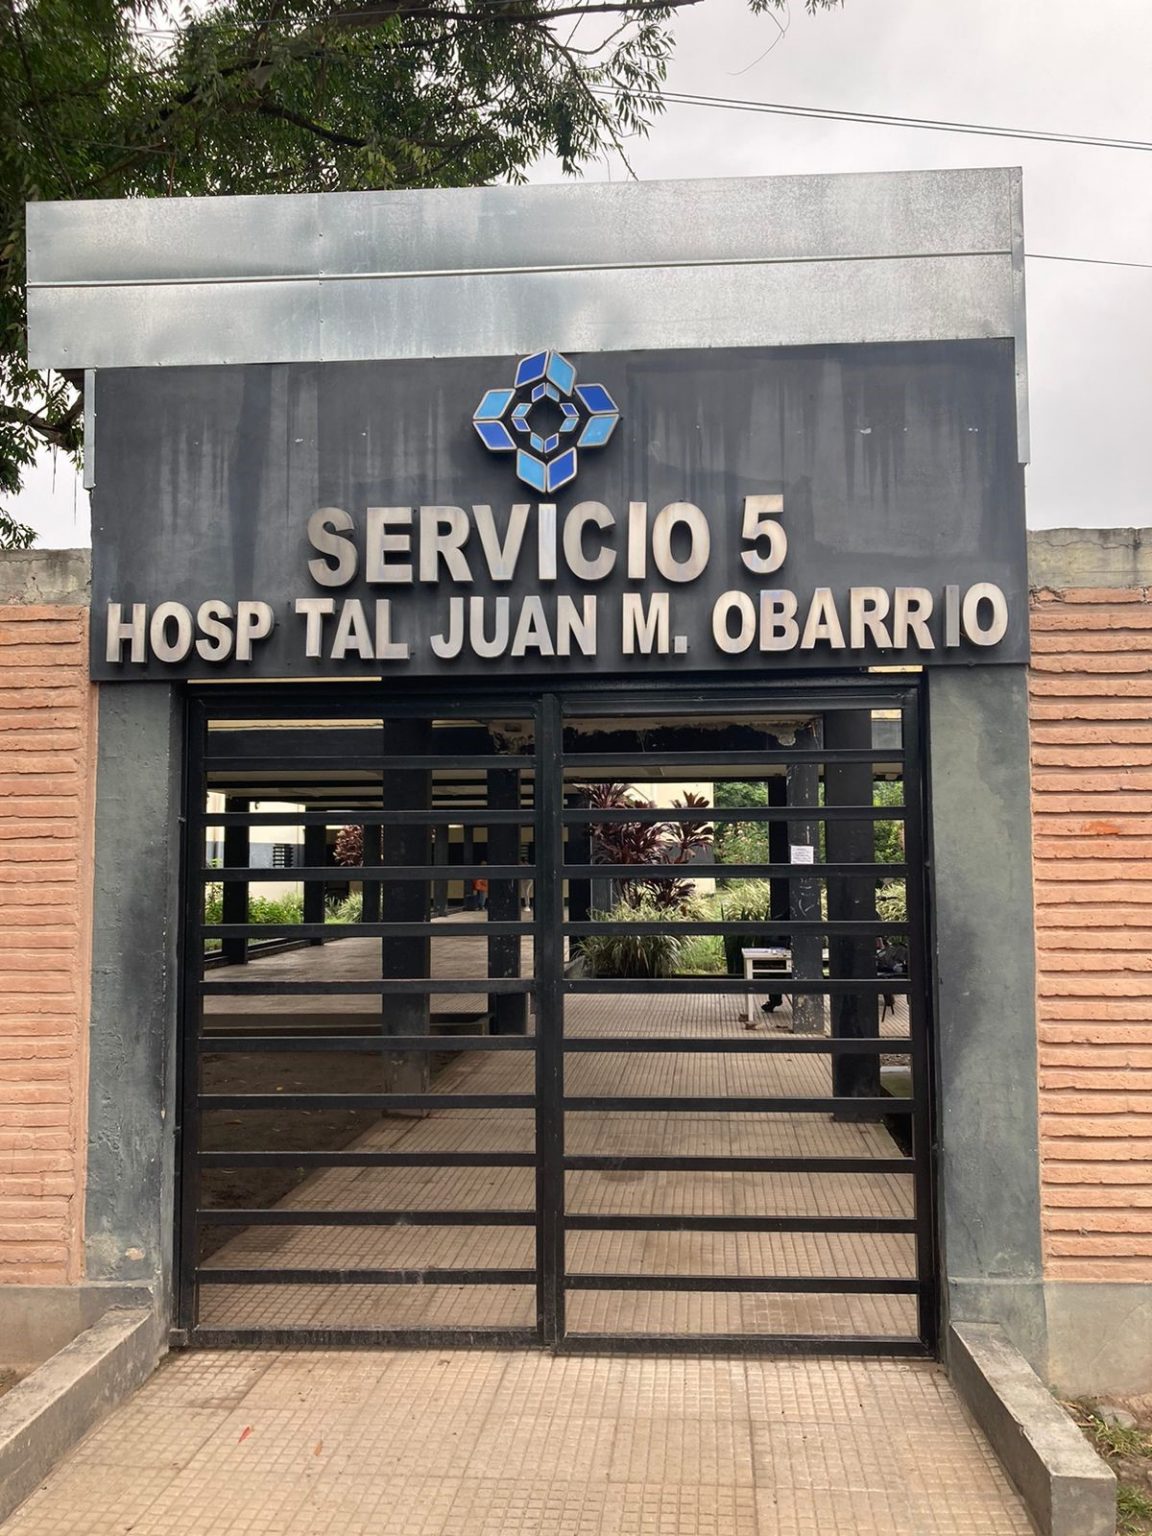 SERVICIO 5
HOSP TAL JUAN M. OBARRIO